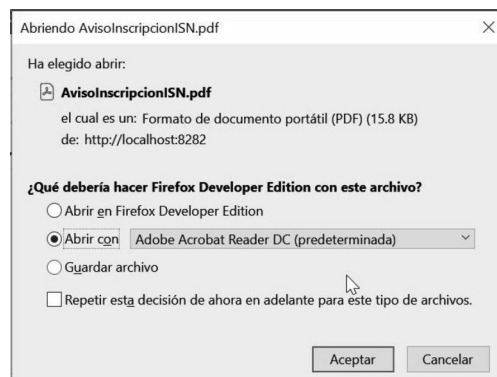 Abriendo AvisoInscripcionISN.pdf
Ha elegido abrir:
AvisoInscripcionISN.pdf
el cual es un: Formato de documento portátil (PDF) (15.8 KB)
de: http://localhost:8282
¿Qué debería hacer Firefox Developer Edition con este archivo?
Abrir en Firefox Developer Edition
Abrir con Adobe Acrobat Reader DC (predeterminada)
Guardar archivo
Repetir esta decisión de ahora en adelante para este tipo de archivos.
Aceptar Cancelar